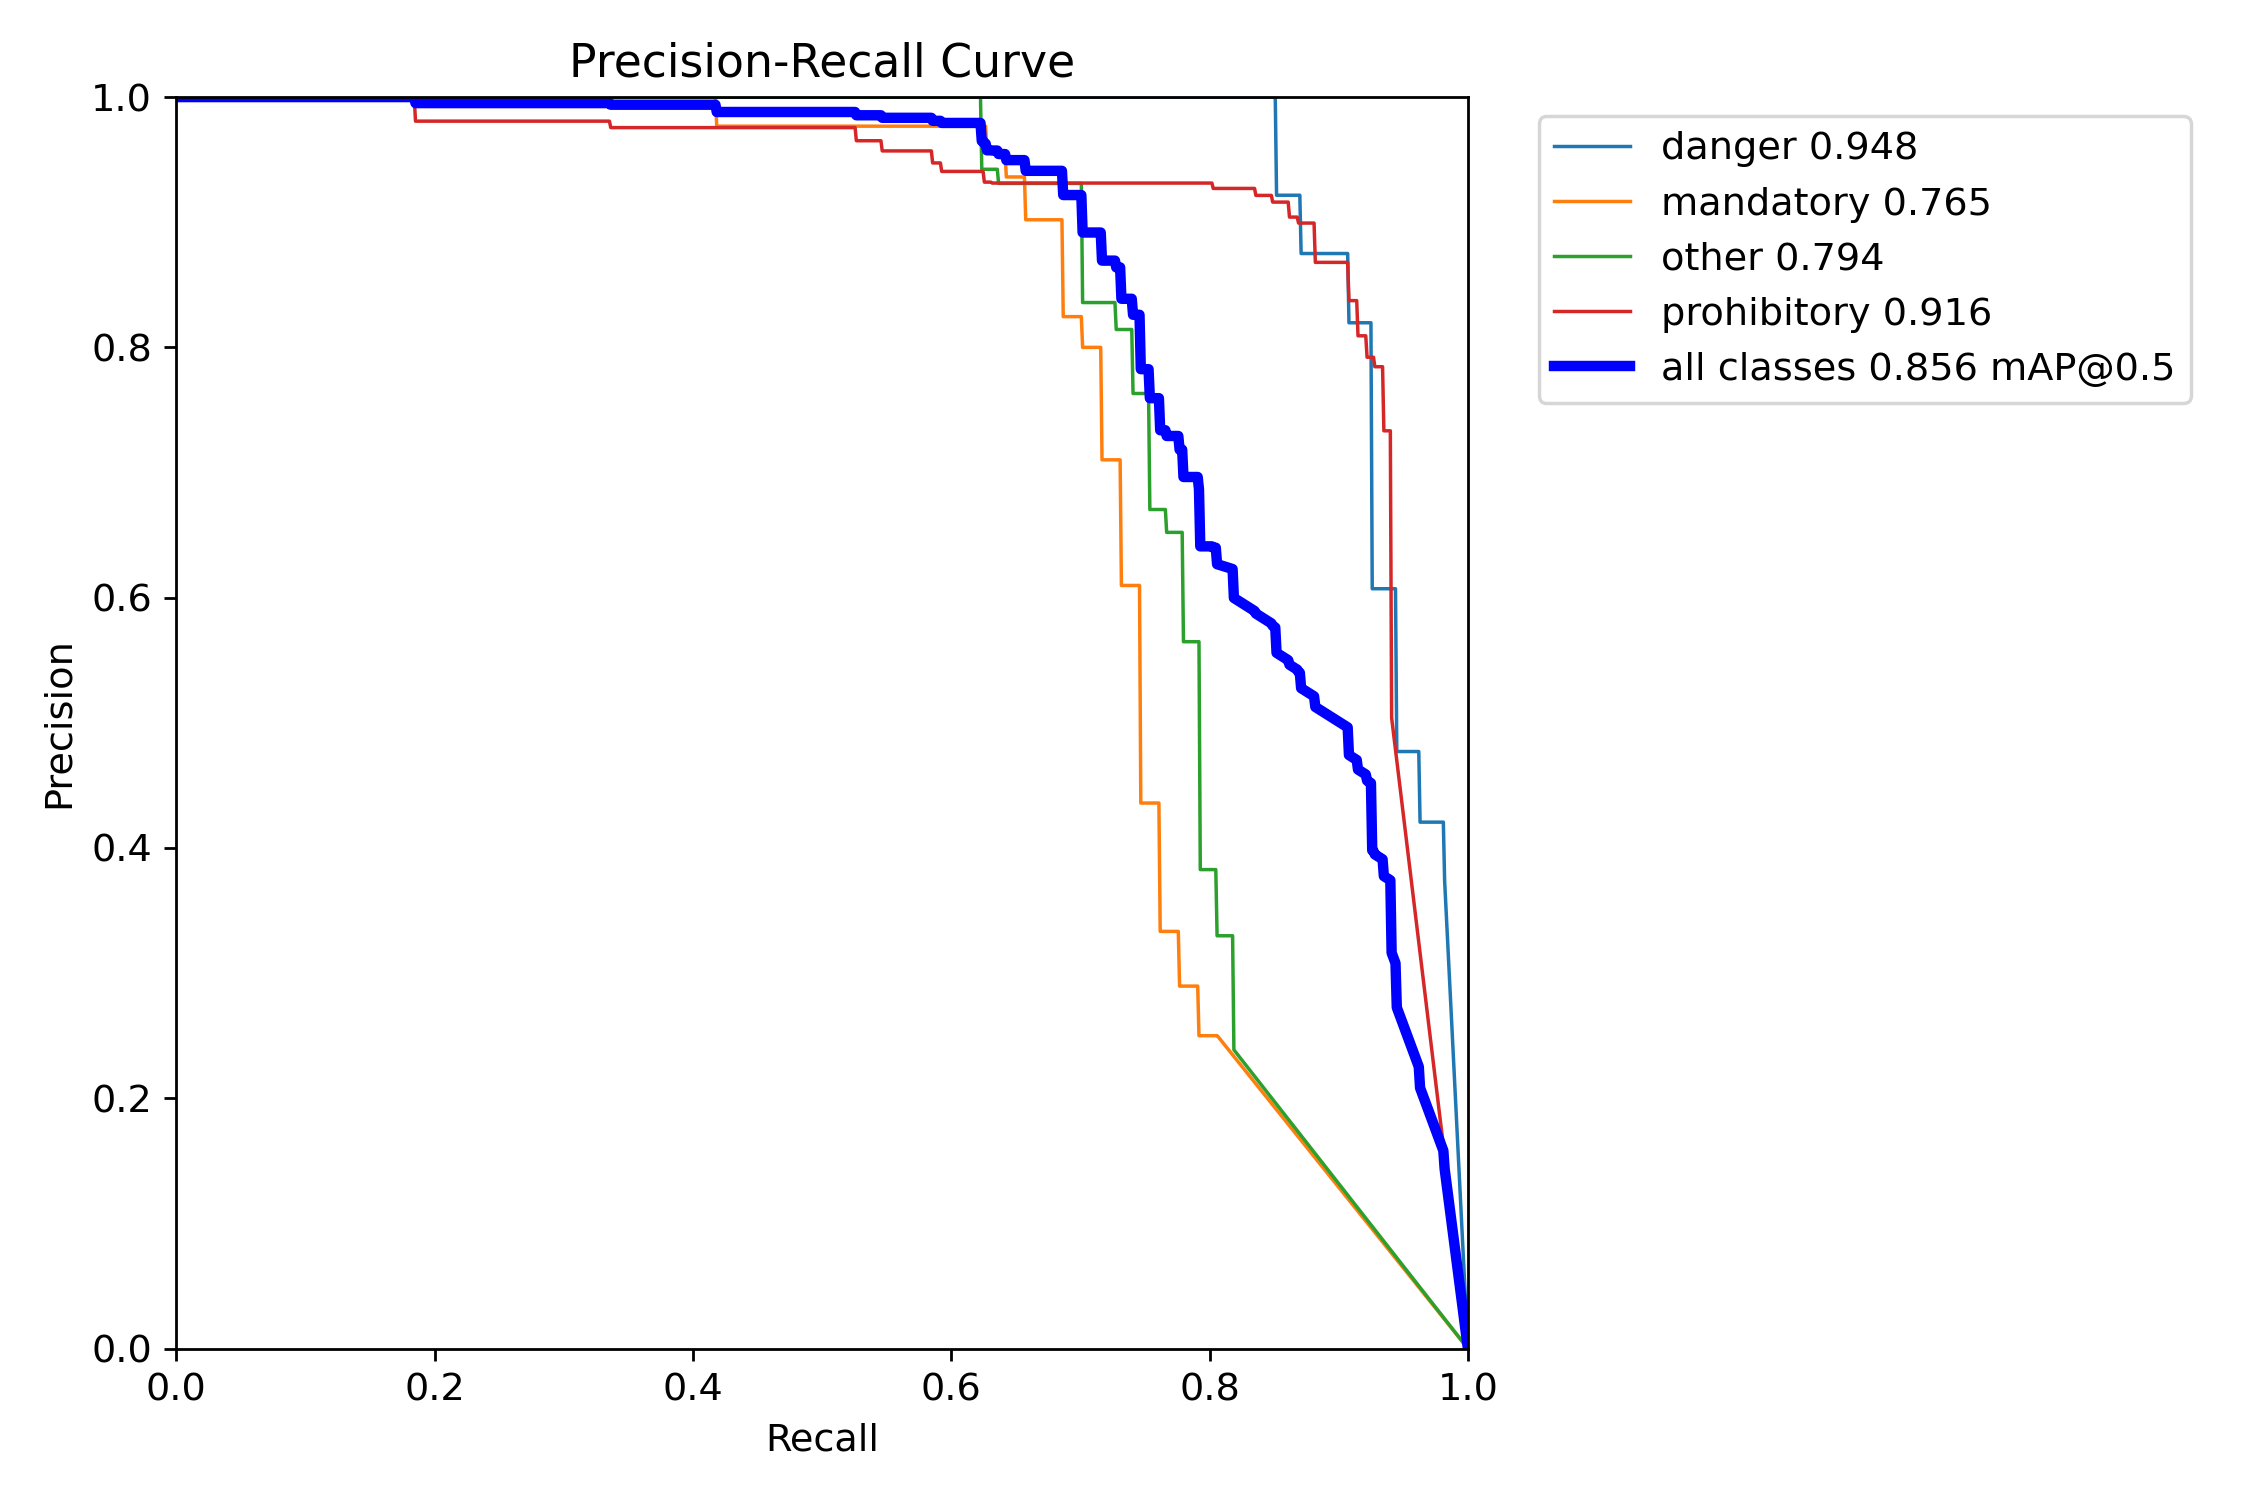 Precision-Recall Curve
1.0
0.8
0.6
0.4
0.2
0.0
Precision
0.0 0.2 0.4 0.6 0.8 1.0
Recall
danger 0.948
mandatory 0.765
other 0.794
prohibitory 0.916
all classes 0.856 mAP@0.5